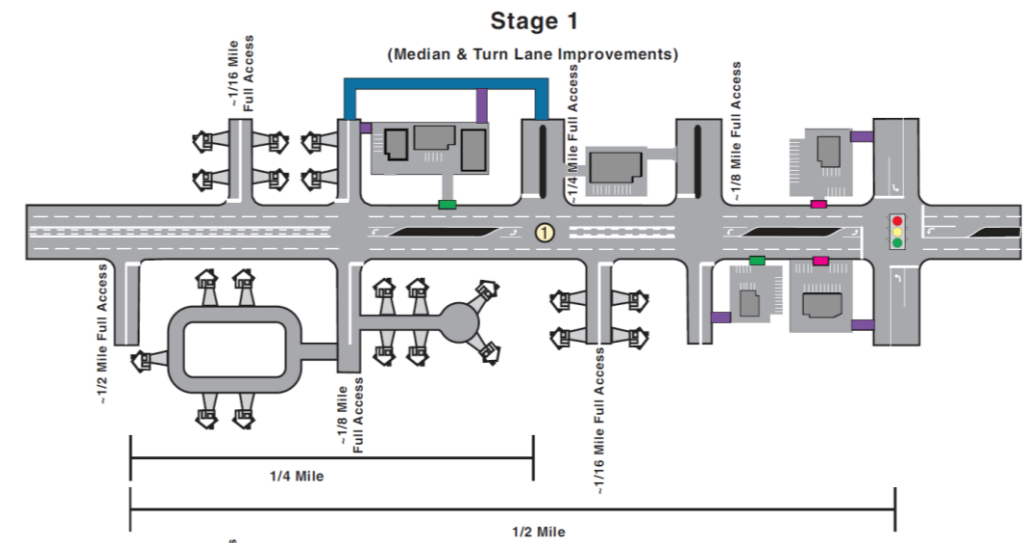 Stage 1
(Median & Turn Lane Improvements)
~1/16 Mile
Full Access
~1/4 Mile Full Access
~1/8 Mile Full Access
1
~1/2 Mile Full Access
~1/8 Mile
Full Access
~1/16 Mile Full Access
1/4 Mile
1/2 Mile